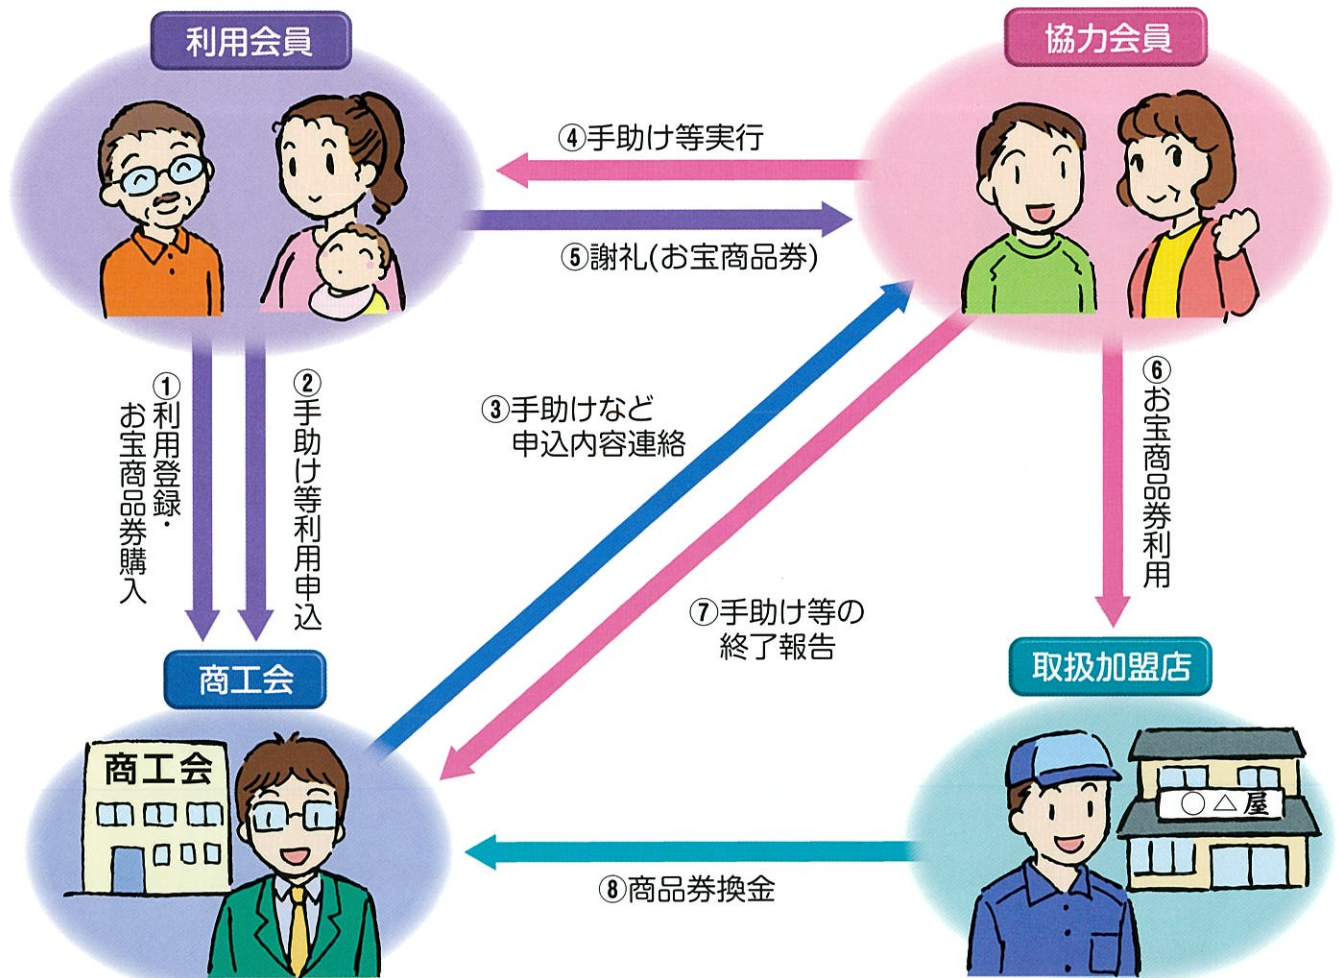 利用会員
協力会員
④手助け等実行
⑤謝礼(お宝商品券)
①利用登録・
お宝商品券購入
②手助け等利用申込
③手助けなど
申込内容連絡
⑥お宝商品券利用
⑦手助け等の
終了報告
商工会
取扱加盟店
商工会
○△屋
⑧商品券換金